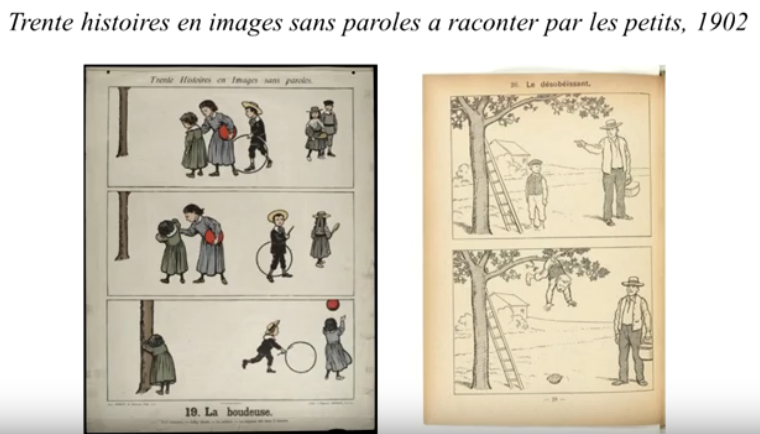 Trente histoires en images sans paroles a raconter par les petits, 1902
Trente Histoires en Images sans paroles.
19. La boudeuse.
Le désobéissant.